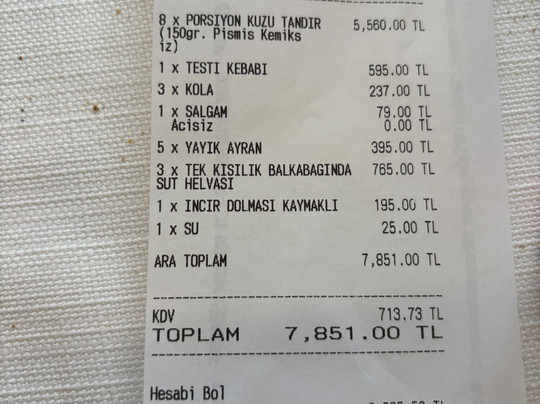 8 x PORSIYON KUZU TANDIR 5,560.00 TL
(150gr. Pismis Kemiks
iz)
1 x TESTI KEBABI 595.00 TL
3 x KOLA 237.00 TL
1 x SALGAM 79.00 TL
Acisiz 0.00 TL
5 x YAYIK AYRAN 395.00 TL
3 x TEK KISILIK BALKABAGINDA 765.00 TL
SUT HELVASI
1 x INCIR DOLMASI KAYMAKLI 195.00 TL
1 x SU 25.00 TL
ARA TOPLAM 7,851.00 TL
KDV 713.73 TL
TOPLAM 7,851.00 TL
Hesabi Bol